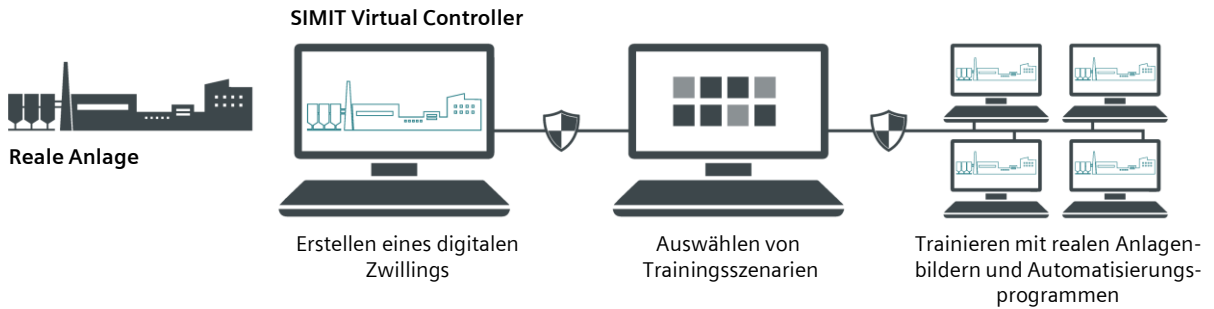 SIMIT Virtual Controller
Reale Anlage
Erstellen eines digitalen
Zwillings
Auswählen von
Trainingsszenarien
Trainieren mit realen Anlagen-
bildern und Automatisierungs-
programmen